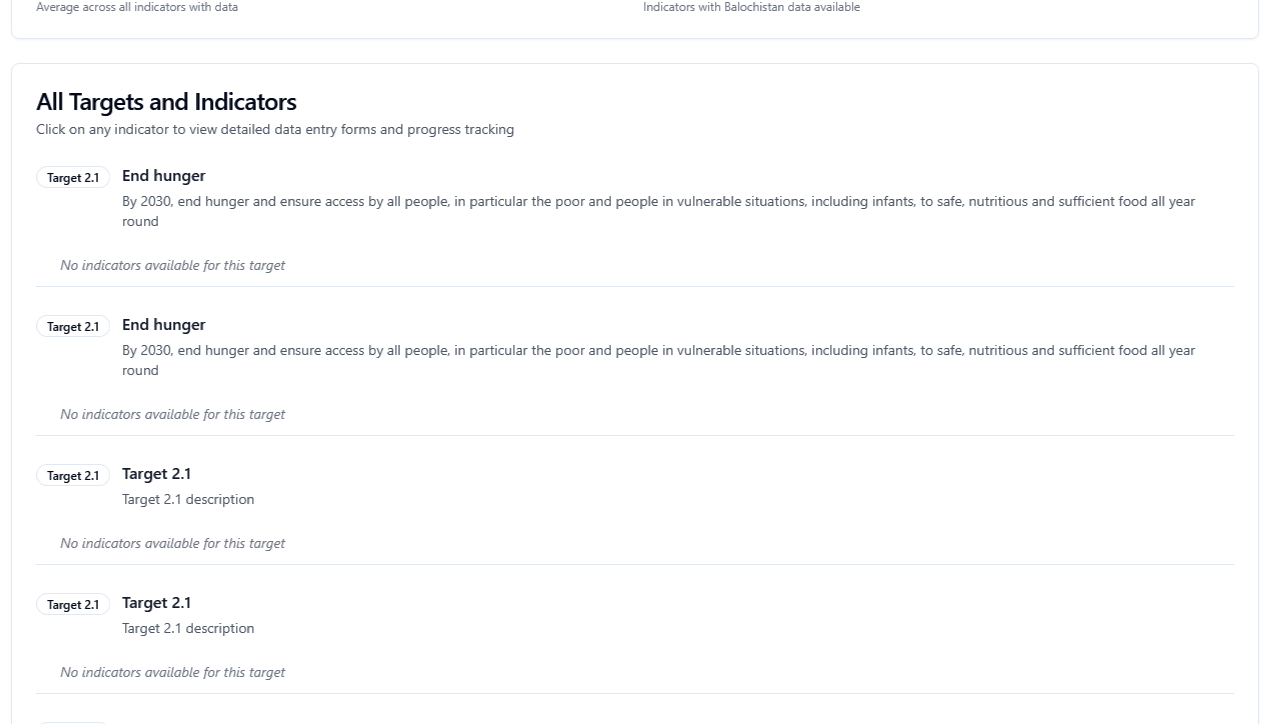 Average across all indicators with data
Indicators with Balochistan data available
All Targets and Indicators
Click on any indicator to view detailed data entry forms and progress tracking
Target 2.1
End hunger
By 2030, end hunger and ensure access by all people, in particular the poor and people in vulnerable situations, including infants, to safe, nutritious and sufficient food all year
round
No indicators available for this target
Target 2.1
End hunger
By 2030, end hunger and ensure access by all people, in particular the poor and people in vulnerable situations, including infants, to safe, nutritious and sufficient food all year
round
No indicators available for this target
Target 2.1
Target 2.1
Target 2.1 description
No indicators available for this target
Target 2.1
Target 2.1
Target 2.1 description
No indicators available for this target